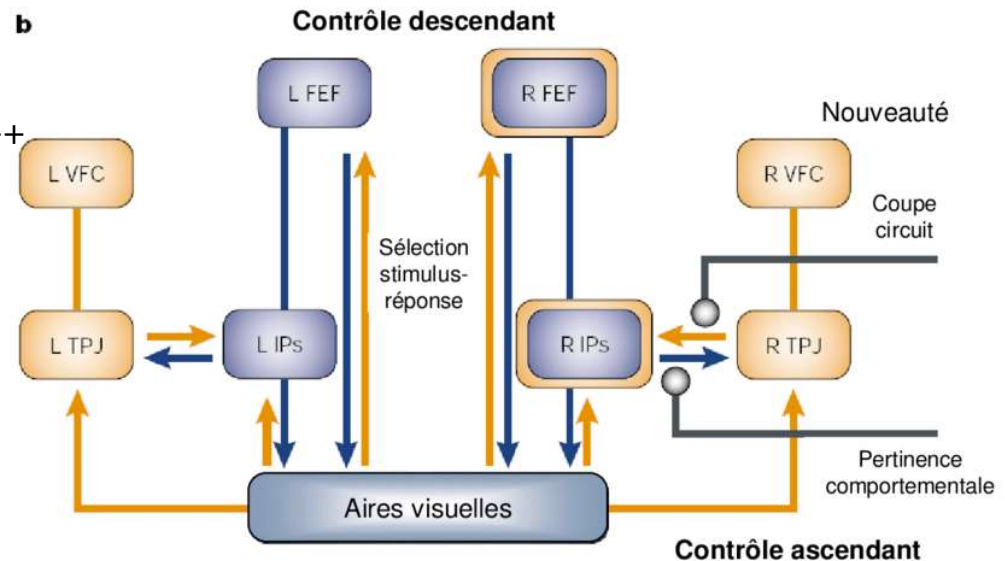 b
Contrôle descendant
L FEF
R FEF
Nouveauté
+
L VFC
R VFC
Coupe
circuit
Sélection
stimulus-
réponse
L TPJ
L IPs
R IPs
R TPJ
Pertinence
comportementale
Aires visuelles
Contrôle ascendant